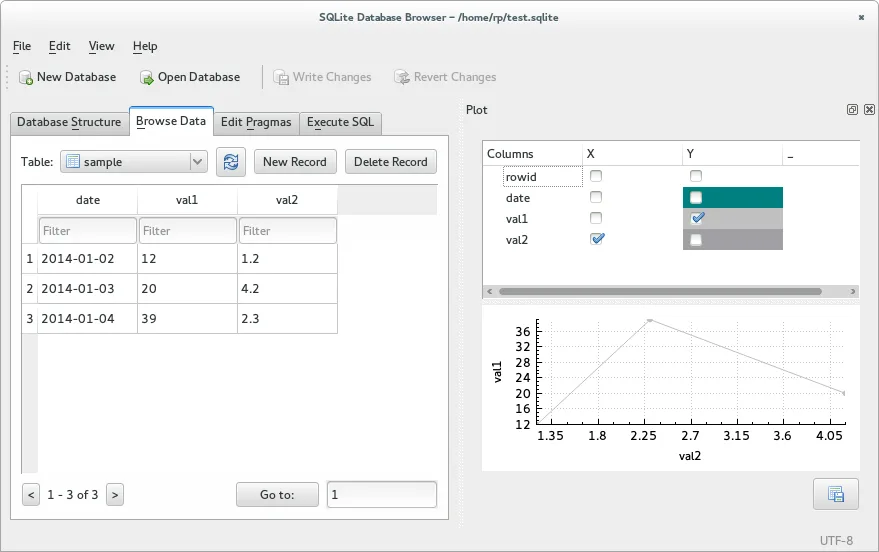 SQLite Database Browser – /home/rp/test.sqlite
File Edit View Help
New Database Open Database Write Changes Revert Changes
Database Structure Browse Data Edit Pragmas Execute SQL
Table: sample New Record Delete Record
date val1 val2
Filter Filter Filter
1 2014-01-02 12 1.2
2 2014-01-03 20 4.2
3 2014-01-04 39 2.3
< 1 - 3 of 3 > Go to: 1
Plot
Columns X Y _
rowid
date
val1
val2
36
32
28
24
20
16
12
val1
1.35 1.8 2.25 2.7 3.15 3.6 4.05
val2
UTF-8